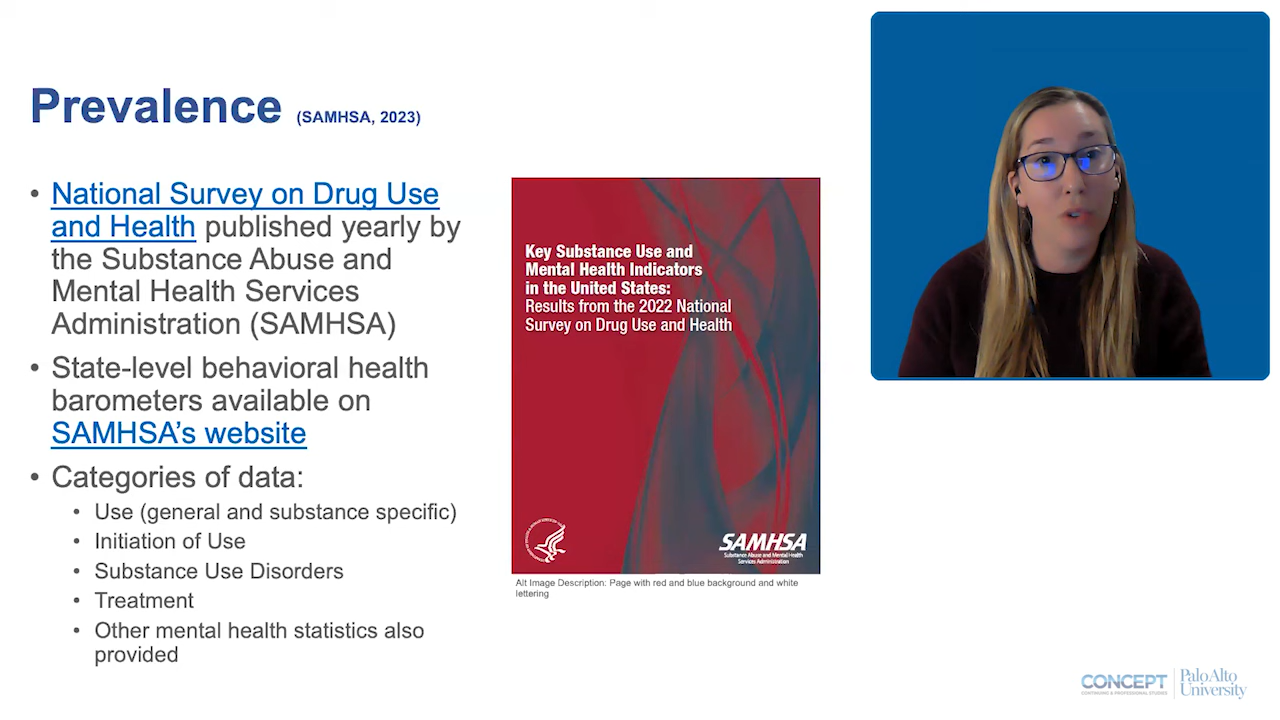 Prevalence (SAMHSA, 2023)
• National Survey on Drug Use
and Health published yearly by
the Substance Abuse and
Mental Health Services
Administration (SAMHSA)
• State-level behavioral health
barometers available on
SAMHSA's website
• Categories of data:
• Use (general and substance specific)
• Initiation of Use
• Substance Use Disorders
• Treatment
• Other mental health statistics also
provided
Key Substance Use and
Mental Health Indicators
in the United States:
Results from the 2022 National
Survey on Drug Use and Health
SAMHSA
Substance Abuse and Mental Health
Services Administration
Alt Image Description: Page with red and blue background and white
lettering
CONCEPT
CONTINUING & PROFESSIONAL STUDIES
Palo Alto
University